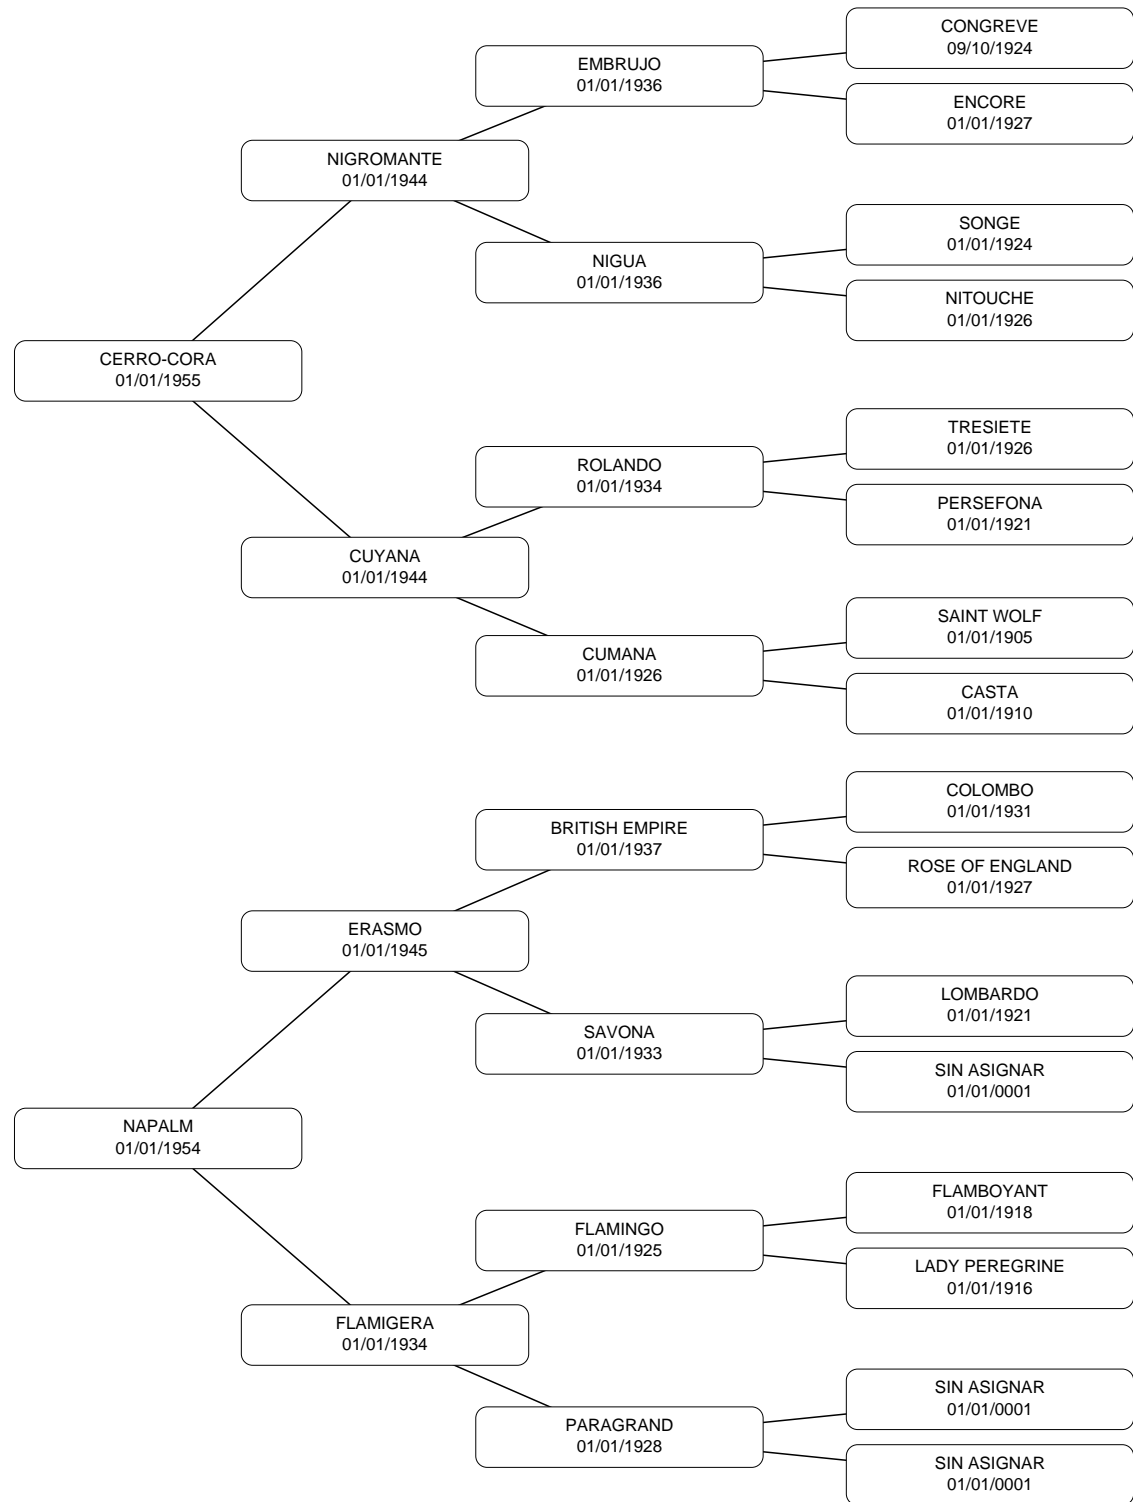 CONGREVE
09/10/1924
EMBRUJO
01/01/1936
ENCORE
01/01/1927
NIGROMANTE
01/01/1944
SONGE
01/01/1924
NIGUA
01/01/1936
NITOUCHE
01/01/1926
CERRO-CORA
01/01/1955
TRESIETE
01/01/1926
ROLANDO
01/01/1934
PERSEFONA
01/01/1921
CUYANA
01/01/1944
SAINT WOLF
01/01/1905
CUMANA
01/01/1926
CASTA
01/01/1910
COLOMBO
01/01/1931
BRITISH EMPIRE
01/01/1937
ROSE OF ENGLAND
01/01/1927
ERASMO
01/01/1945
LOMBARDO
01/01/1921
SAVONA
01/01/1933
SIN ASIGNAR
01/01/0001
NAPALM
01/01/1954
FLAMBOYANT
01/01/1918
FLAMINGO
01/01/1925
LADY PEREGRINE
01/01/1916
FLAMIGERA
01/01/1934
SIN ASIGNAR
01/01/0001
PARAGRAND
01/01/1928
SIN ASIGNAR
01/01/0001